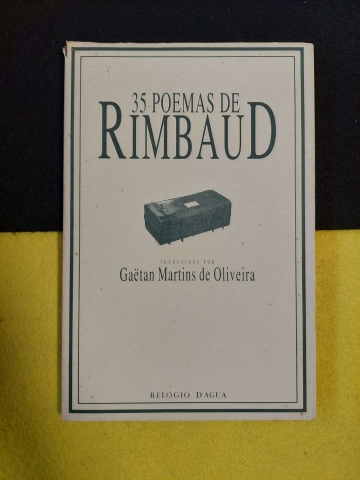 35 POEMAS DE
RIMBAUD
TRADUZIDOS POR
Gaëtan Martins de Oliveira
RELÓGIO D'ÁGUA